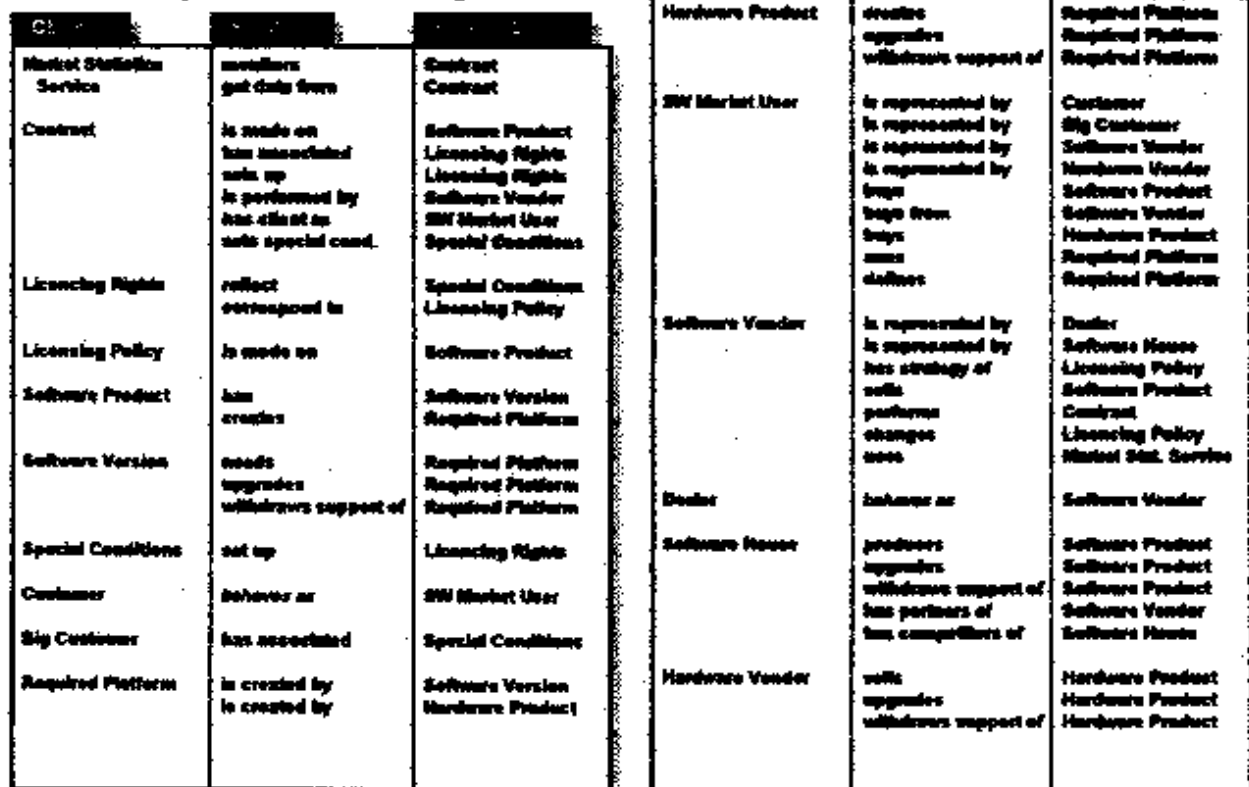 Market Statistics monitors Contract
Service get data from Contract
Contract is made on Software Product
has associated Licencing Rights
sets up Licencing Rights
is performed by Software Vendor
has client as SW Market User
sets special cond. Special Conditions
Licencing Rights reflect Special Conditions
correspond to Licensing Policy
Licensing Policy is made on Software Product
Software Product has Software Version
creates Required Platform
Software Version needs Required Platform
upgrades Required Platform
withdraws support of Required Platform
Special Conditions set up Licencing Rights
Customer behaves as SW Market User
Big Customer has associated Special Conditions
Required Platform is created by Software Version
is created by Hardware Product
Hardware Product creates Required Platform
upgrades Required Platform
withdraws support of Required Platform
SW Market User is represented by Customer
is represented by Big Customer
is represented by Software Vendor
is represented by Hardware Vendor
buys Software Product
buys from Software Vendor
buys Hardware Product
uses Required Platform
defines Required Platform
Software Vendor is represented by Dealer
is represented by Software House
has strategy of Licensing Policy
sells Software Product
performs Contract
changes Licencing Policy
uses Market Stat. Service
Dealer behaves as Software Vendor
Software House produces Software Product
upgrades Software Product
withdraws support of Software Product
has partners of Software Vendor
has competitors of Software House
Hardware Vendor sells Hardware Product
upgrades Hardware Product
withdraws support of Hardware Product